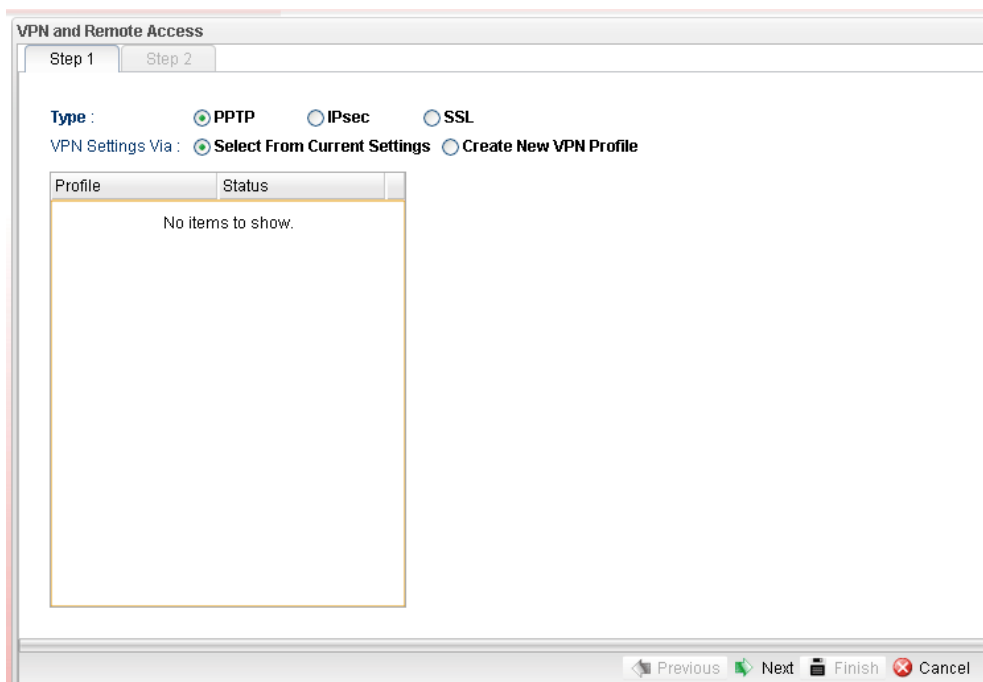 VPN and Remote Access
Step 1 Step 2
Type : PPTP IPsec SSL
VPN Settings Via : Select From Current Settings Create New VPN Profile
Profile Status
No items to show.
Previous Next Finish Cancel